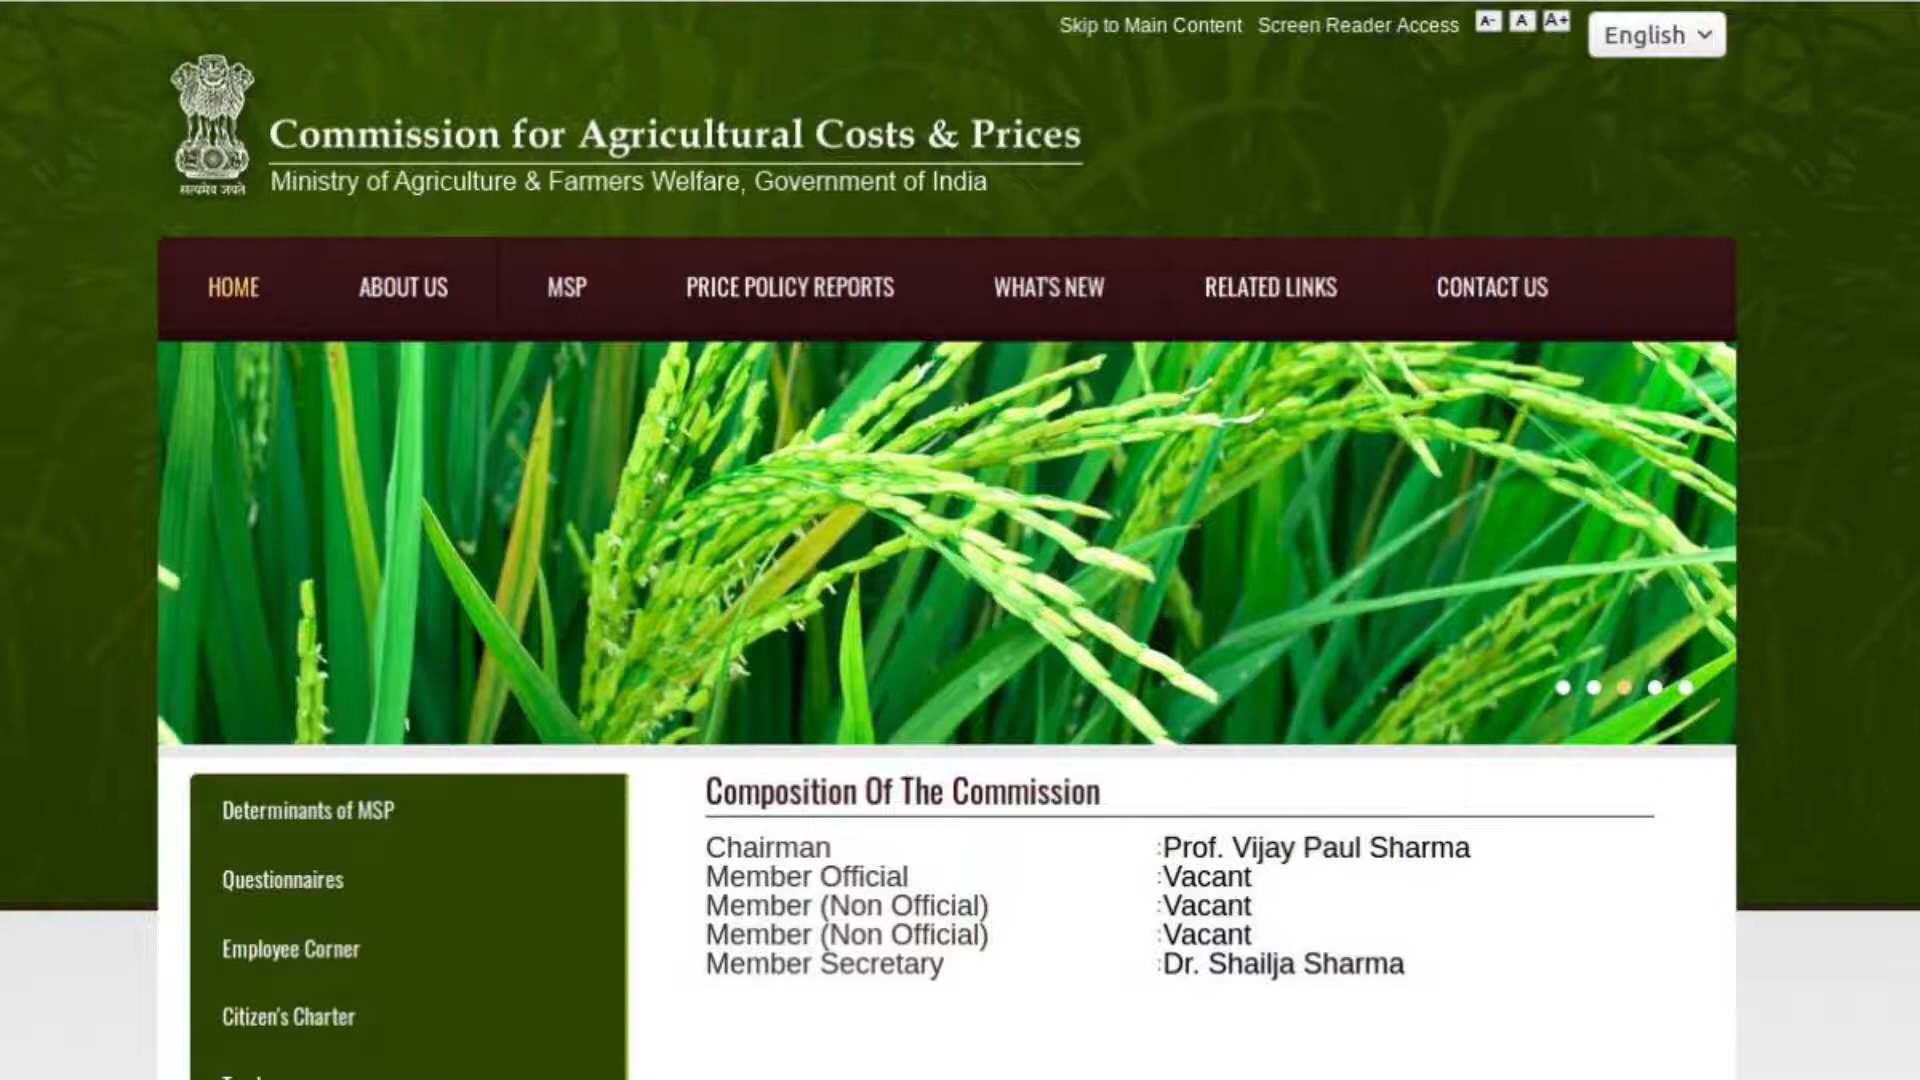 Skip to Main Content Screen Reader Access A- A A+ English
Commission for Agricultural Costs & Prices
सत्यमेव जयते
Ministry of Agriculture & Farmers Welfare, Government of India
HOME ABOUT US MSP PRICE POLICY REPORTS WHAT'S NEW RELATED LINKS CONTACT US
Determinants of MSP
Questionnaires
Employee Corner
Citizen's Charter
Composition Of The Commission
Chairman :Prof. Vijay Paul Sharma
Member Official :Vacant
Member (Non Official) :Vacant
Member (Non Official) :Vacant
Member Secretary :Dr. Shailja Sharma